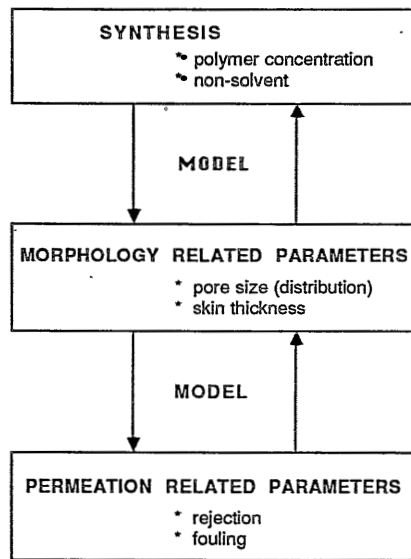 SYNTHESIS
* polymer concentration
* non-solvent
MODEL
MORPHOLOGY RELATED PARAMETERS
* pore size (distribution)
* skin thickness
MODEL
PERMEATION RELATED PARAMETERS
* rejection
* fouling